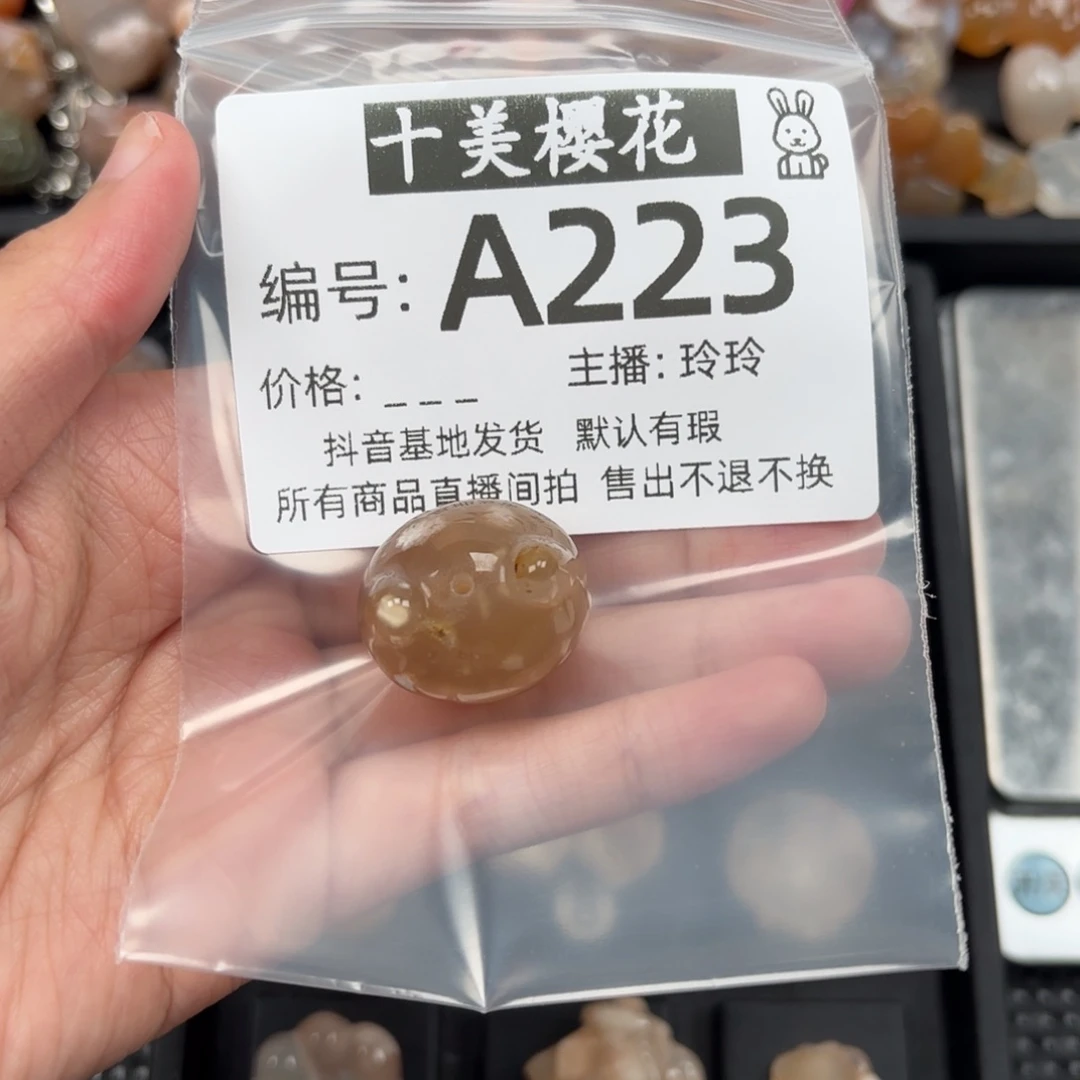 十美樱花
编号: A223
价格: _ _ _ 主播: 玲玲
抖音基地发货 默认有瑕
所有商品直播间拍 售出不退不换